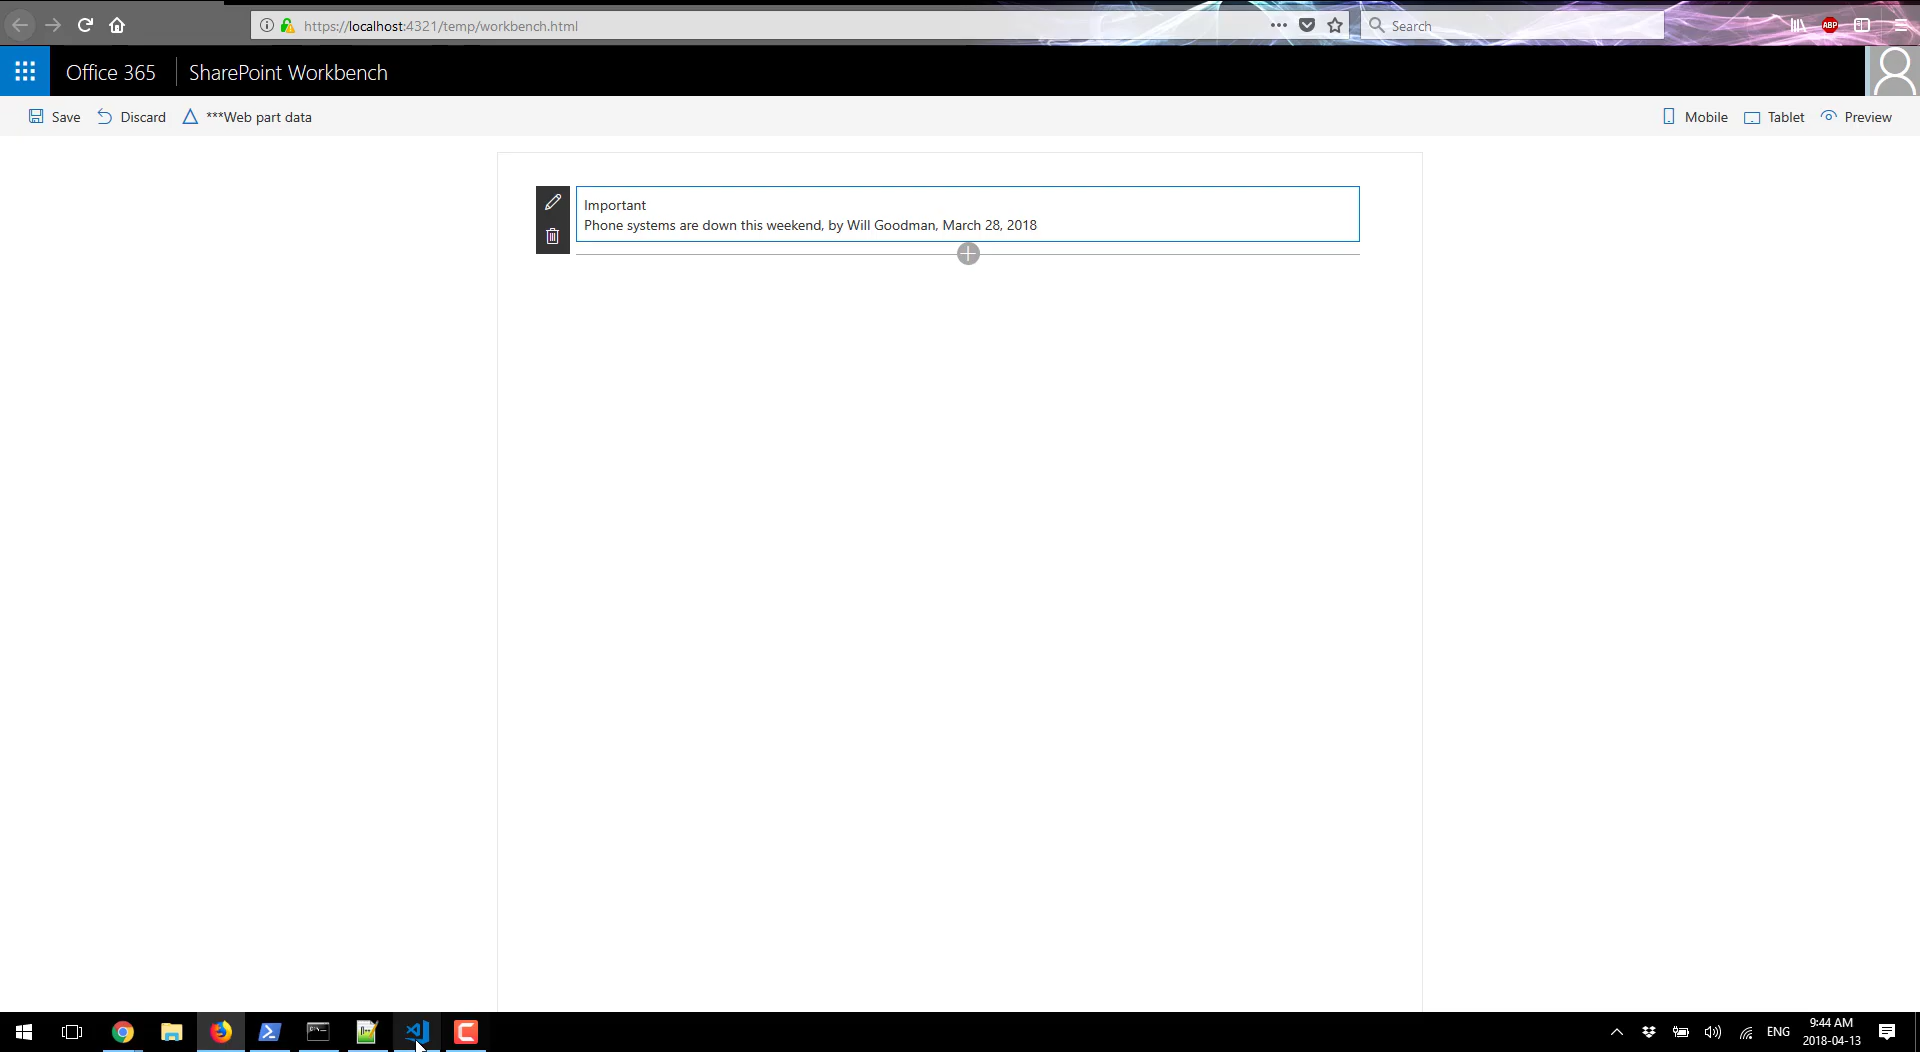 https://localhost:4321/temp/workbench.html
Search
ABP
Office 365
SharePoint Workbench
Save
Discard
***Web part data
Mobile
Tablet
Preview
Important
Phone systems are down this weekend, by Will Goodman, March 28, 2018
ENG
9:44 AM
2018-04-13